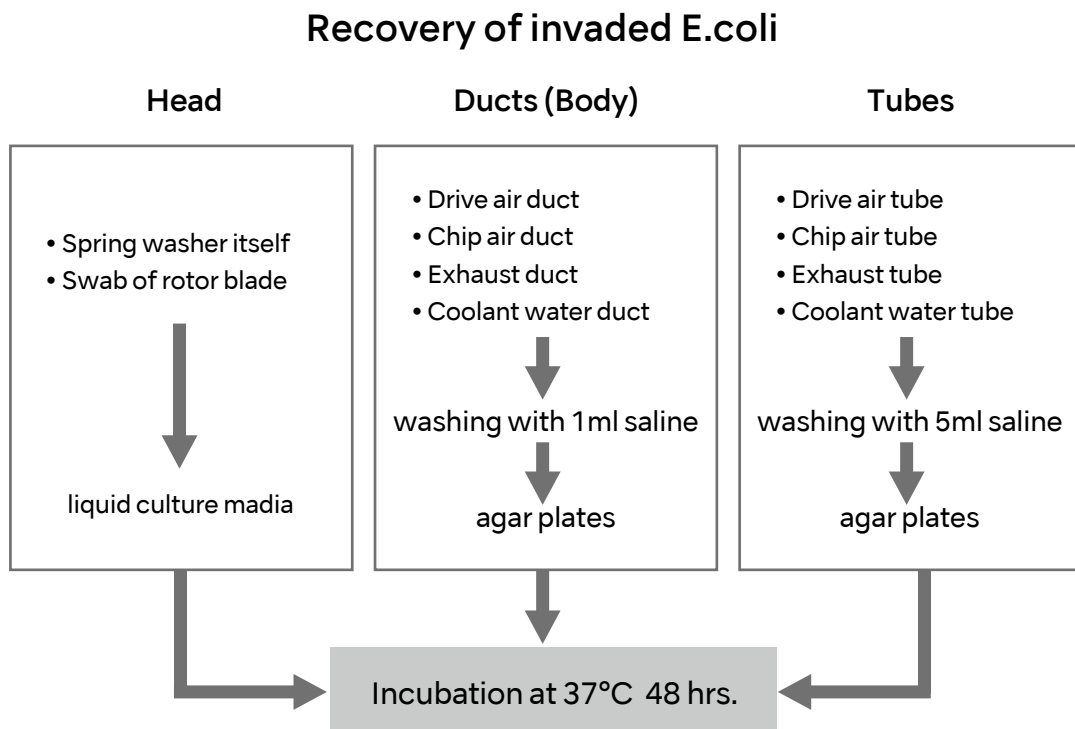 Recovery of invaded E.coli
Head
• Spring washer itself
• Swab of rotor blade
liquid culture madia
Ducts (Body)
• Drive air duct
• Chip air duct
• Exhaust duct
• Coolant water duct
washing with 1ml saline
agar plates
Tubes
• Drive air tube
• Chip air tube
• Exhaust tube
• Coolant water tube
washing with 5ml saline
agar plates
Incubation at 37°C 48 hrs.